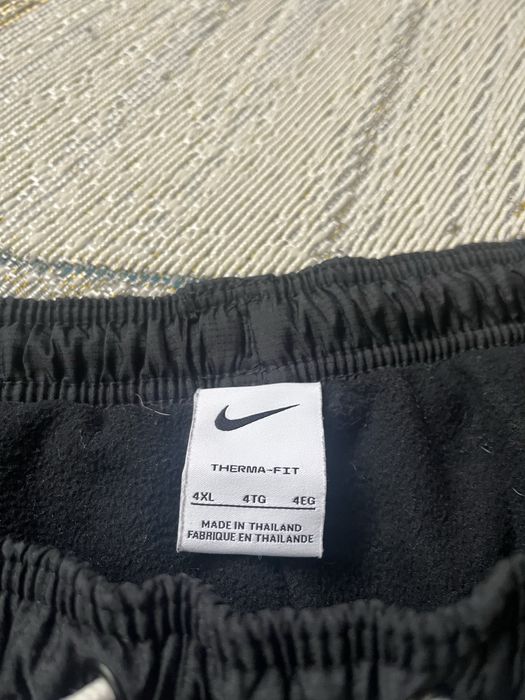 THERMA-FIT
4XL 4TG 4EG
MADE IN THAILAND
FABRIQUE EN THAILANDE